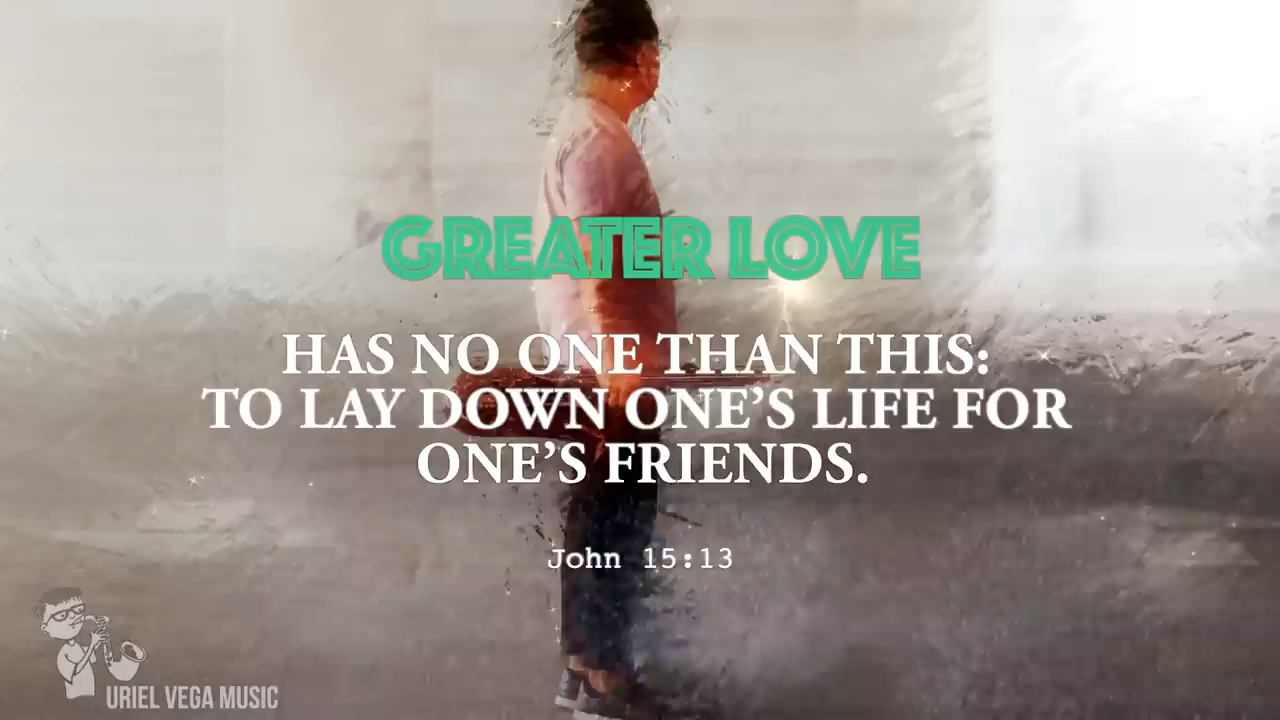 GREATER LOVE
HAS NO ONE THAN THIS:
TO LAY DOWN ONE’S LIFE FOR
ONE’S FRIENDS.
John 15:13
URIEL VEGA MUSIC